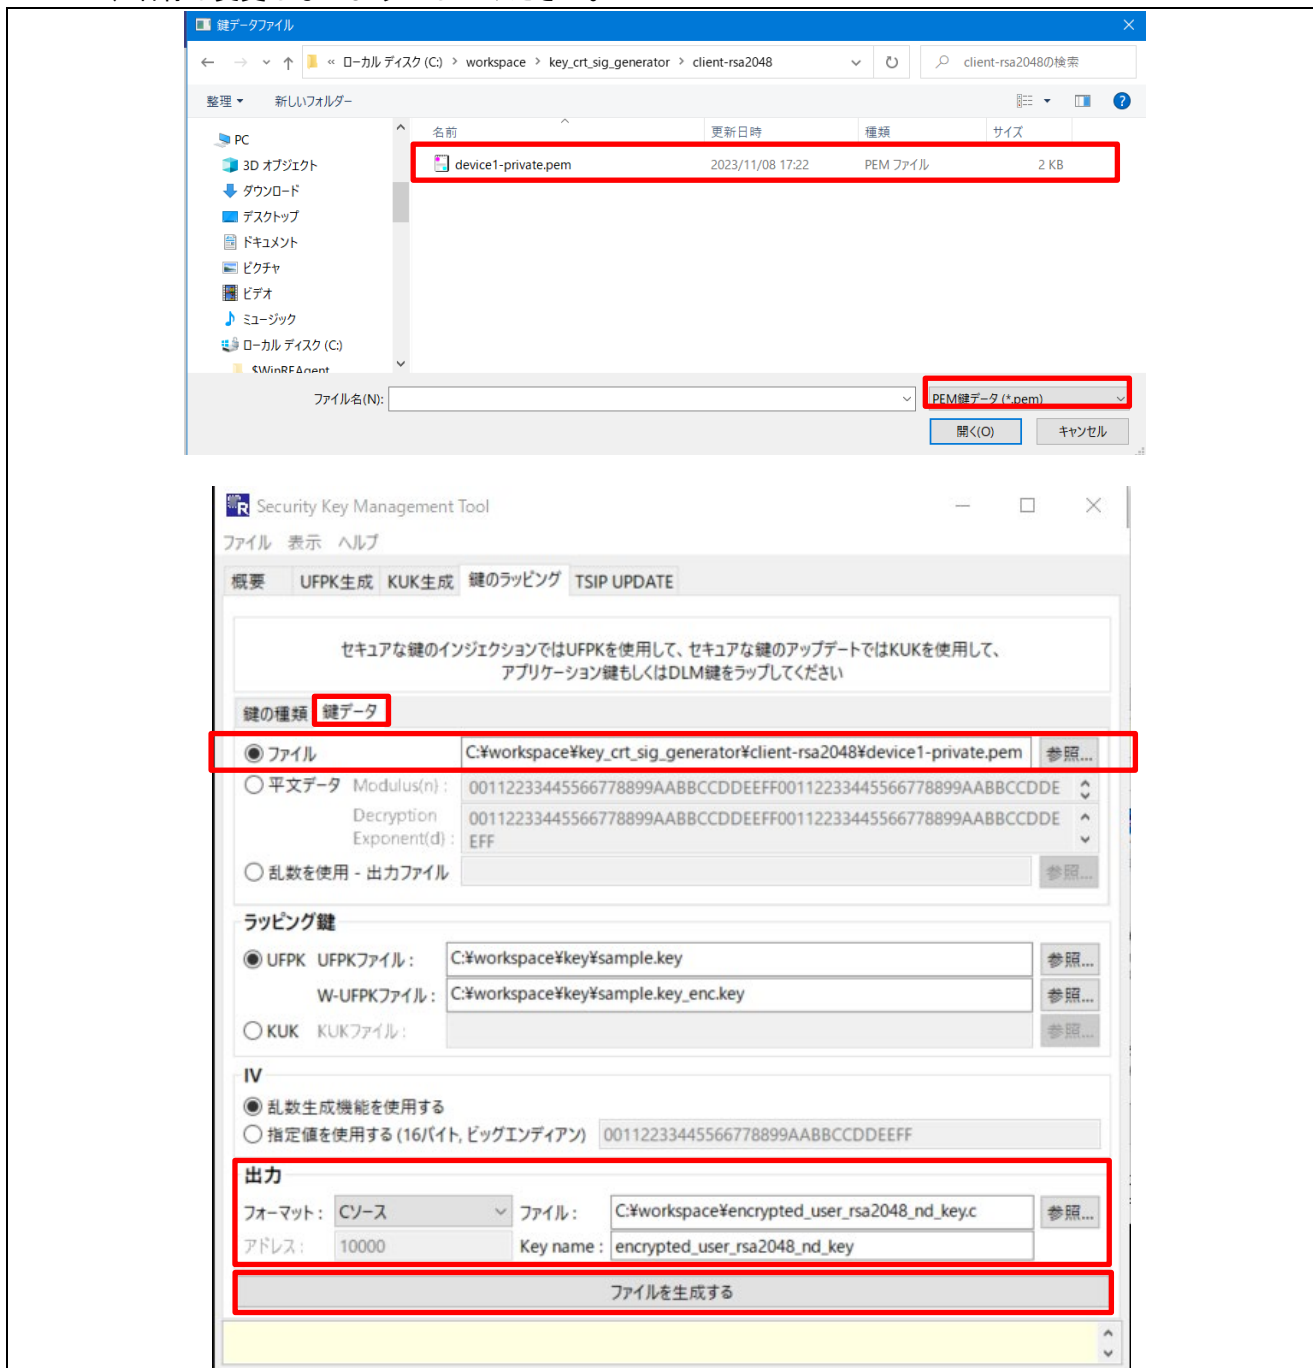 鍵データファイル
« ローカル ディスク (C:) > workspace > key_crt_sig_generator > client-rsa2048
client-rsa2048の検索
整理 新しいフォルダー
名前 更新日時 種類 サイズ
device1-private.pem 2023/11/08 17:22 PEM ファイル 2 KB
PC
3D オブジェクト
ダウンロード
デスクトップ
ドキュメント
ピクチャ
ビデオ
ミュージック
ローカル ディスク (C:)
$WinREAgent
ファイル名(N): PEM鍵データ (*.pem)
開く(O) キャンセル
Security Key Management Tool
ファイル 表示 ヘルプ
概要 UFPK生成 KUK生成 鍵のラッピング TSIP UPDATE
セキュアな鍵のインジェクションではUFPKを使用して、セキュアな鍵のアップデートではKUKを使用して、
アプリケーション鍵もしくはDLM鍵をラップしてください
鍵の種類 鍵データ
ファイル C:¥workspace¥key_crt_sig_generator¥client-rsa2048¥device1-private.pem 参照...
平文データ Modulus(n) : 00112233445566778899AABBCCDDEEFF00112233445566778899AABBCCDDE
Decryption Exponent(d) : 00112233445566778899AABBCCDDEEFF00112233445566778899AABBCCDDE
EFF
乱数を使用 - 出力ファイル 参照...
ラッピング鍵
UFPK UFPKファイル : C:¥workspace¥key¥sample.key 参照...
W-UFPKファイル : C:¥workspace¥key¥sample.key_enc.key 参照...
KUK KUKファイル : 参照...
IV
乱数生成機能を使用する
指定値を使用する (16バイト, ビッグエンディアン) 00112233445566778899AABBCCDDEEFF
出力
フォーマット : Cソース ファイル : C:¥workspace¥encrypted_user_rsa2048_nd_key.c 参照...
アドレス : 10000 Key name : encrypted_user_rsa2048_nd_key
ファイルを生成する